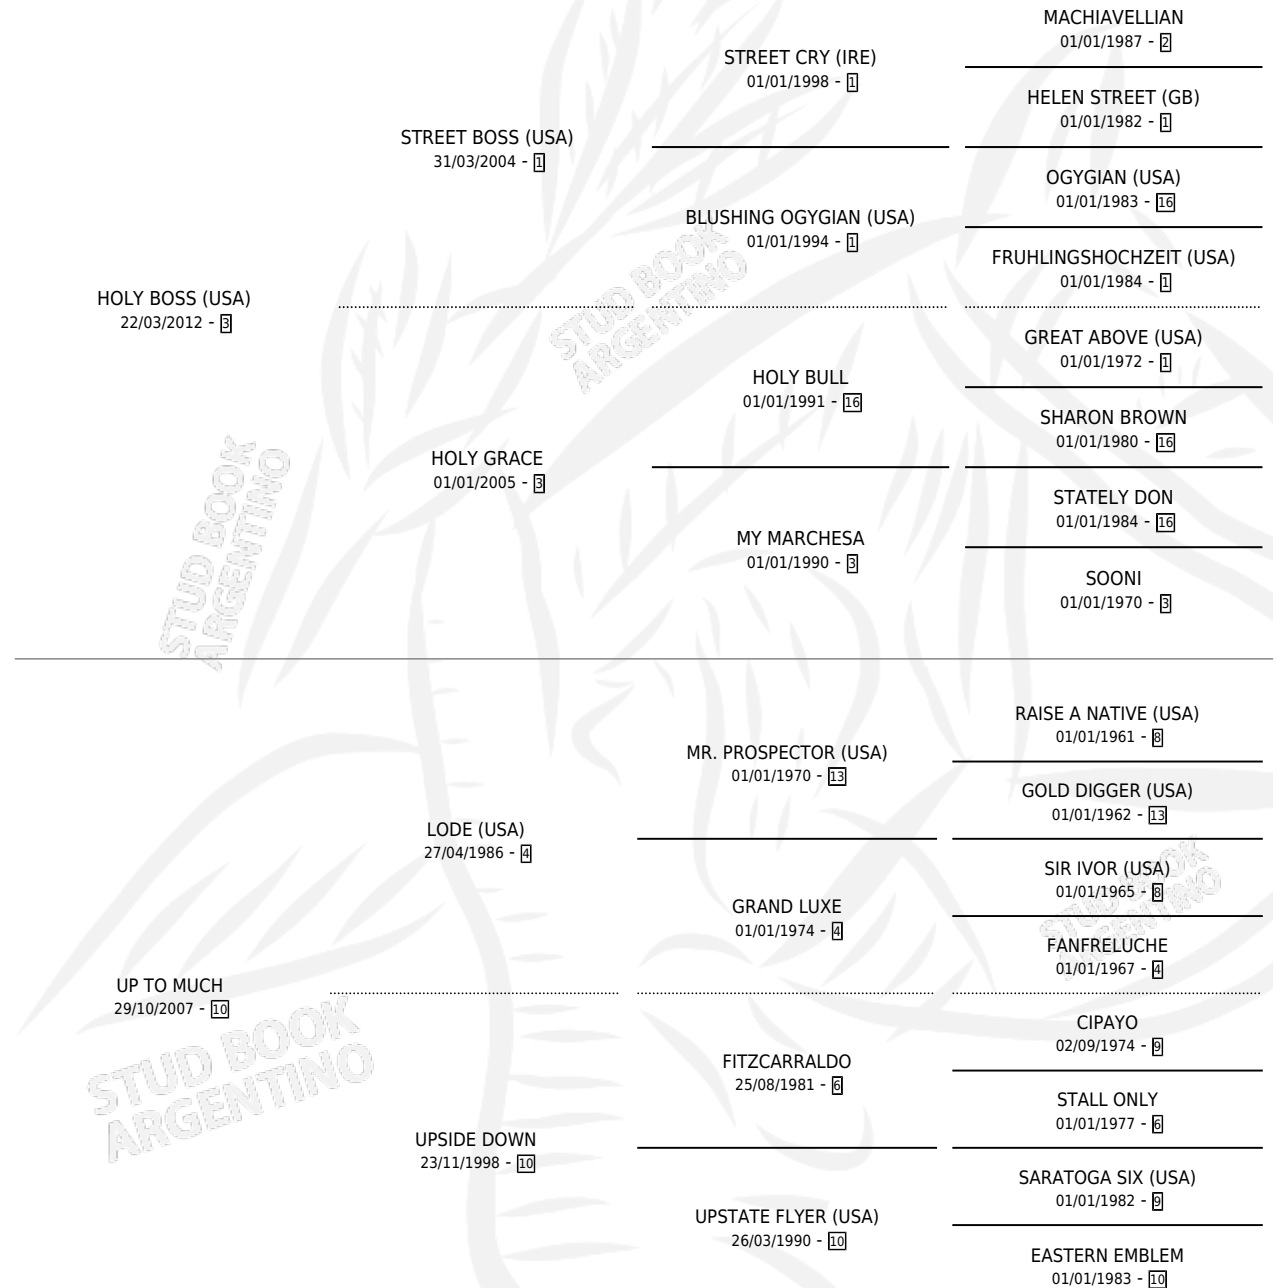 MACHIAVELLIAN
01/01/1987 - 2
STREET CRY (IRE)
01/01/1998 - 1
HELEN STREET (GB)
01/01/1982 - 1
STREET BOSS (USA)
31/03/2004 - 1
OGYGIAN (USA)
01/01/1983 - 16
BLUSHING OGYGIAN (USA)
01/01/1994 - 1
FRUHLINGSHOCHZEIT (USA)
01/01/1984 - 1
HOLY BOSS (USA)
22/03/2012 - 3
GREAT ABOVE (USA)
01/01/1972 - 1
HOLY BULL
01/01/1991 - 16
SHARON BROWN
01/01/1980 - 16
HOLY GRACE
01/01/2005 - 3
STATELY DON
01/01/1984 - 16
MY MARCHESA
01/01/1990 - 3
SOONI
01/01/1970 - 3
RAISE A NATIVE (USA)
01/01/1961 - 8
MR. PROSPECTOR (USA)
01/01/1970 - 13
GOLD DIGGER (USA)
01/01/1962 - 13
LODE (USA)
27/04/1986 - 4
SIR IVOR (USA)
01/01/1965 - 8
GRAND LUXE
01/01/1974 - 4
FANFRELUCHE
01/01/1967 - 4
UP TO MUCH
29/10/2007 - 10
CIPAYO
02/09/1974 - 9
FITZCARRALDO
25/08/1981 - 6
STALL ONLY
01/01/1977 - 6
UPSIDE DOWN
23/11/1998 - 10
SARATOGA SIX (USA)
01/01/1982 - 9
UPSTATE FLYER (USA)
26/03/1990 - 10
EASTERN EMBLEM
01/01/1983 - 10
STUD BOOK
ARGENTINO
STUD BOOK
ARGENTINO
STUD BOOK
ARGENTINO
STUD BOOK
ARGENTINO